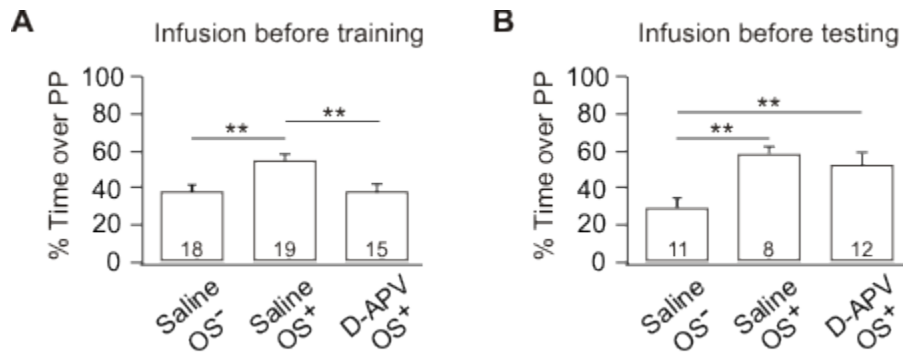 A
Infusion before training
% Time over PP
100
80
60
40
20
0
**
**
18
19
15
Saline
OS-
Saline
OS+
D-APV
OS+
B
Infusion before testing
% Time over PP
100
80
60
40
20
0
**
**
11
8
12
Saline
OS-
Saline
OS+
D-APV
OS+